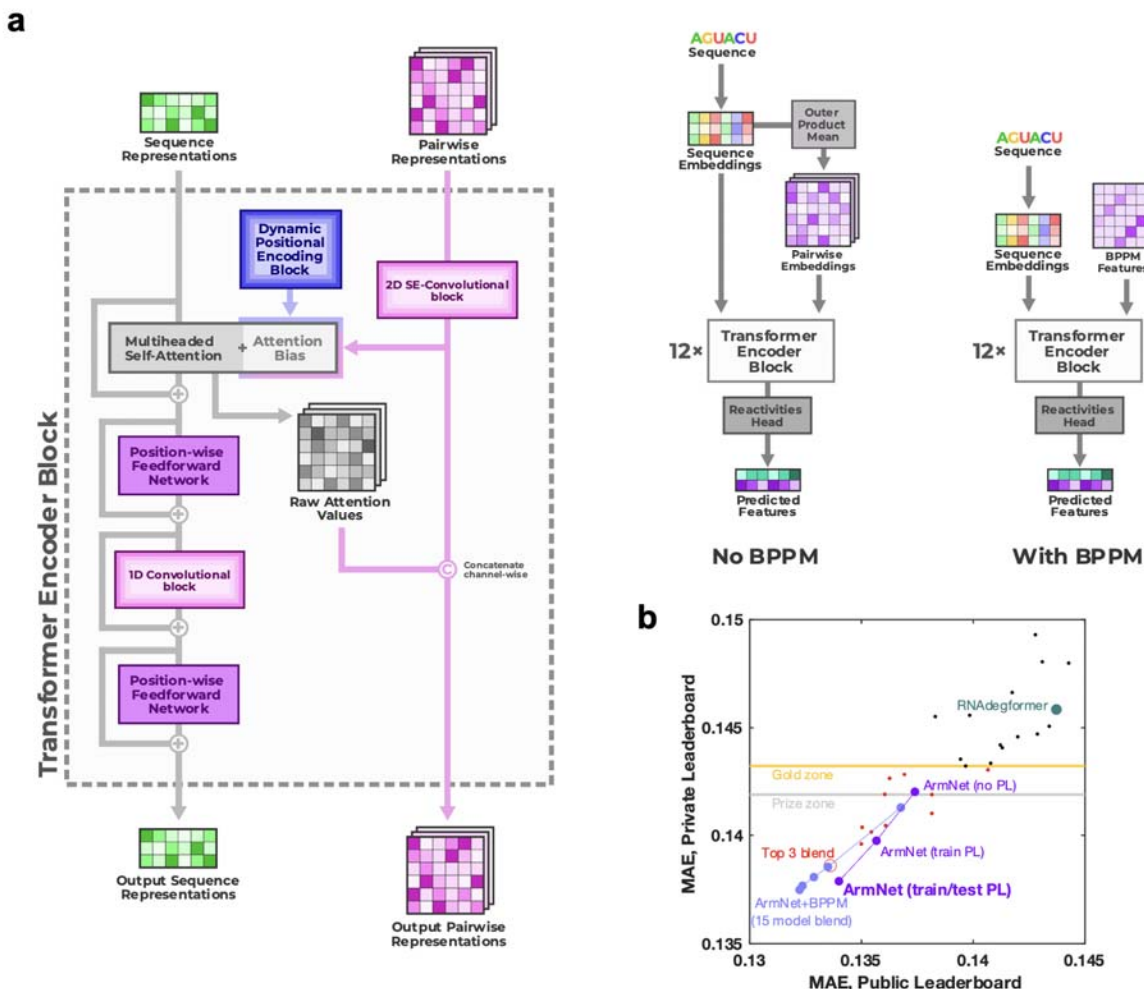 a
Sequence
Representations
Pairwise
Representations
Transformer Encoder Block
Dynamic
Positional
Encoding
Block
2D SE-Convolutional
block
Multiheaded
Self-Attention
+
Attention
Bias
+
Position-wise
Feedforward
Network
Raw Attention
Values
+
C
Concatenate
channel-wise
1D Convolutional
block
+
Position-wise
Feedforward
Network
+
Output Sequence
Representations
Output Pairwise
Representations
AGUACU
Sequence
Outer
Product
Mean
Sequence
Embeddings
Pairwise
Embeddings
12×
Transformer
Encoder
Block
Reactivities
Head
Predicted
Features
No BPPM
AGUACU
Sequence
Sequence
Embeddings
BPPM
Features
12×
Transformer
Encoder
Block
Reactivities
Head
Predicted
Features
With BPPM
b
MAE, Private Leaderboard
0.15
0.145
0.14
0.135
RNAdegformer
Gold zone
ArmNet (no PL)
Prize zone
Top 3 blend
ArmNet (train PL)
ArmNet (train/test PL)
ArmNet+BPPM
(15 model blend)
0.13
0.135
0.14
0.145
MAE, Public Leaderboard